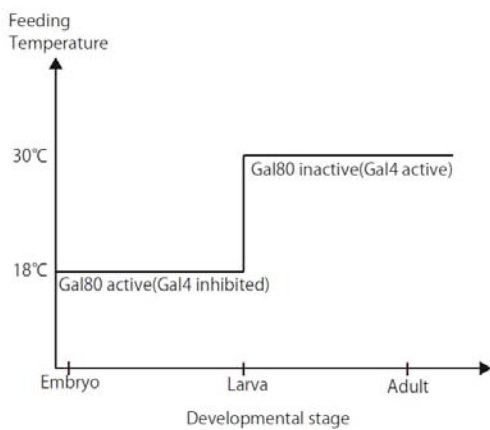 Feeding
Temperature
30℃
Gal80 inactive(Gal4 active)
18℃
Gal80 active(Gal4 inhibited)
Embryo
Larva
Adult
Developmental stage